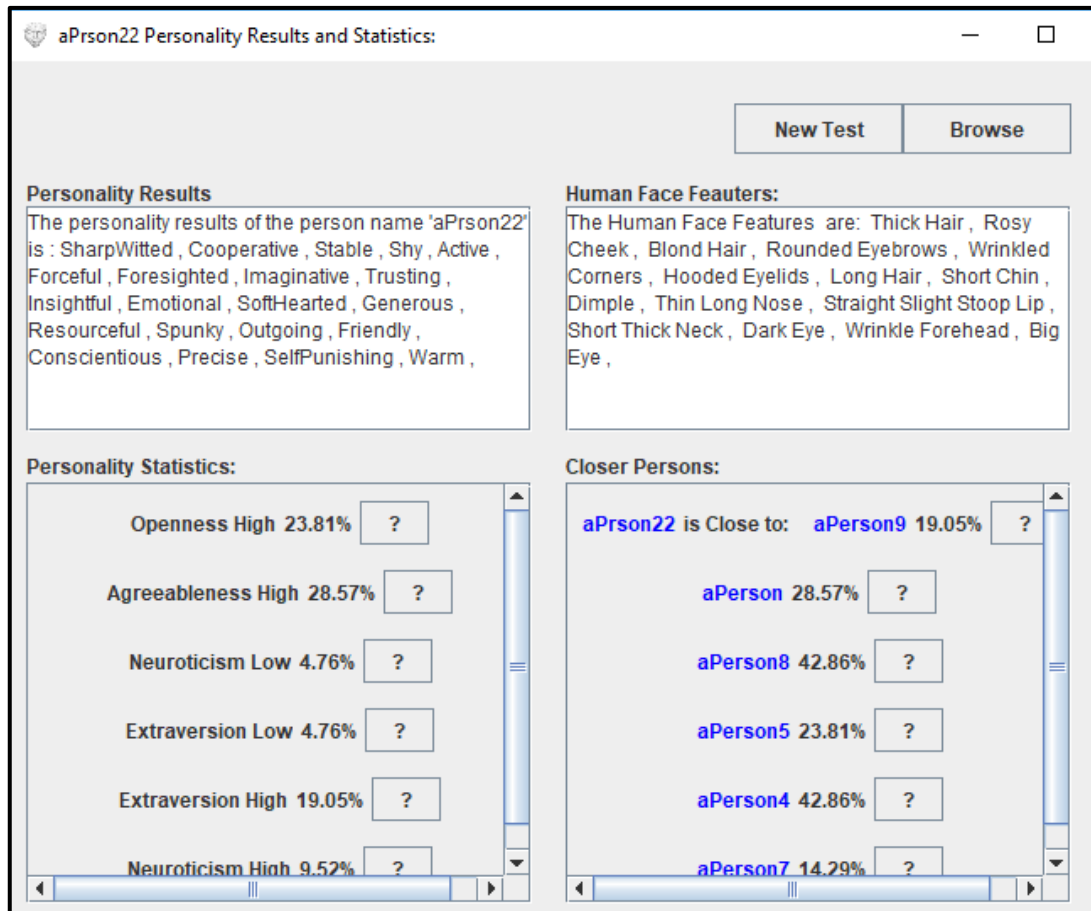 aPrson22 Personality Results and Statistics:
New Test
Browse
Personality Results
The personality results of the person name 'aPrson22'
is : SharpWitted , Cooperative , Stable , Shy , Active ,
Forceful , Foresighted , Imaginative , Trusting ,
Insightful , Emotional , SoftHearted , Generous ,
Resourceful , Spunky , Outgoing , Friendly ,
Conscientious , Precise , SelfPunishing , Warm ,
Human Face Feauters:
The Human Face Features are: Thick Hair , Rosy
Cheek , Blond Hair , Rounded Eyebrows , Wrinkled
Corners , Hooded Eyelids , Long Hair , Short Chin ,
Dimple , Thin Long Nose , Straight Slight Stoop Lip ,
Short Thick Neck , Dark Eye , Wrinkle Forehead , Big
Eye ,
Personality Statistics:
Openness High 23.81% ?
Agreeableness High 28.57% ?
Neuroticism Low 4.76% ?
Extraversion Low 4.76% ?
Extraversion High 19.05% ?
Neuroticism High 9.52% ?
Closer Persons:
aPrson22 is Close to: aPerson9 19.05% ?
aPerson 28.57% ?
aPerson8 42.86% ?
aPerson5 23.81% ?
aPerson4 42.86% ?
aPerson7 14.29% ?